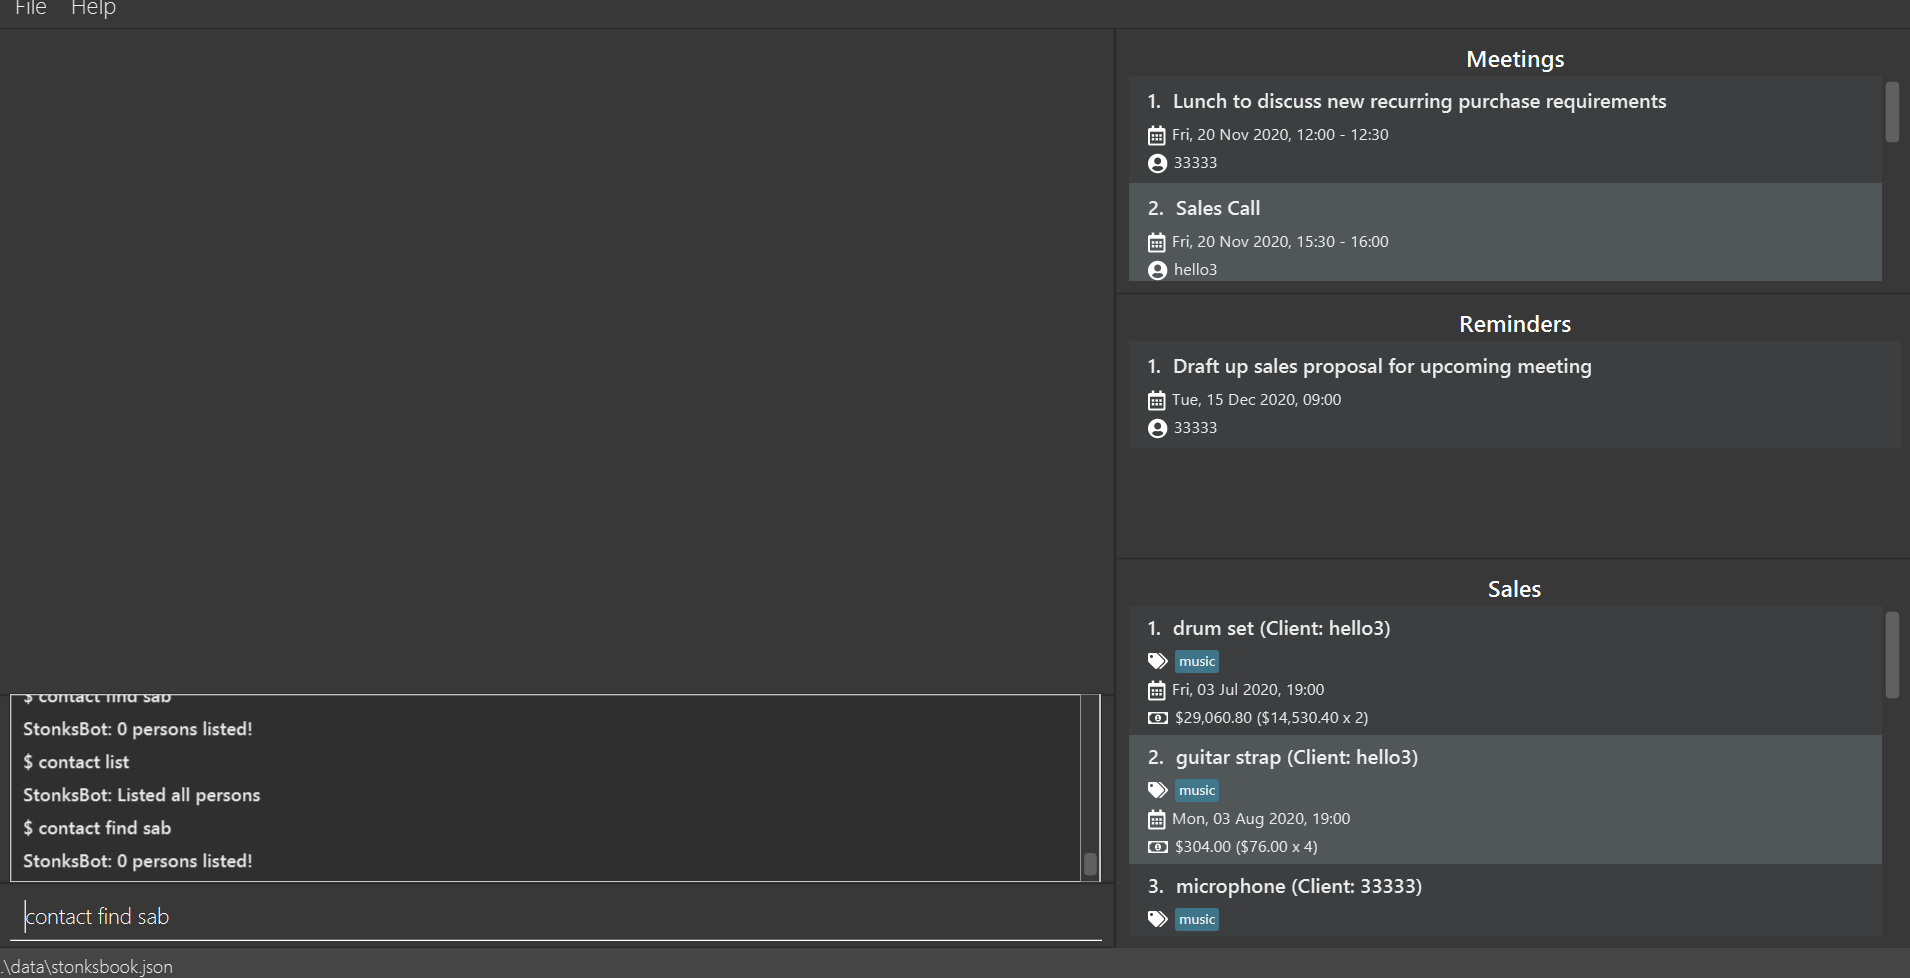 File Help
Meetings
1. Lunch to discuss new recurring purchase requirements
Fri, 20 Nov 2020, 12:00 - 12:30
33333
2. Sales Call
Fri, 20 Nov 2020, 15:30 - 16:00
hello3
Reminders
1. Draft up sales proposal for upcoming meeting
Tue, 15 Dec 2020, 09:00
33333
Sales
1. drum set (Client: hello3)
music
Fri, 03 Jul 2020, 19:00
$29,060.80 ($14,530.40 x 2)
2. guitar strap (Client: hello3)
music
Mon, 03 Aug 2020, 19:00
$304.00 ($76.00 x 4)
3. microphone (Client: 33333)
music
$ contact find sab
StonksBot: 0 persons listed!
$ contact list
StonksBot: Listed all persons
$ contact find sab
StonksBot: 0 persons listed!
contact find sab
.\data\stonksbook.json